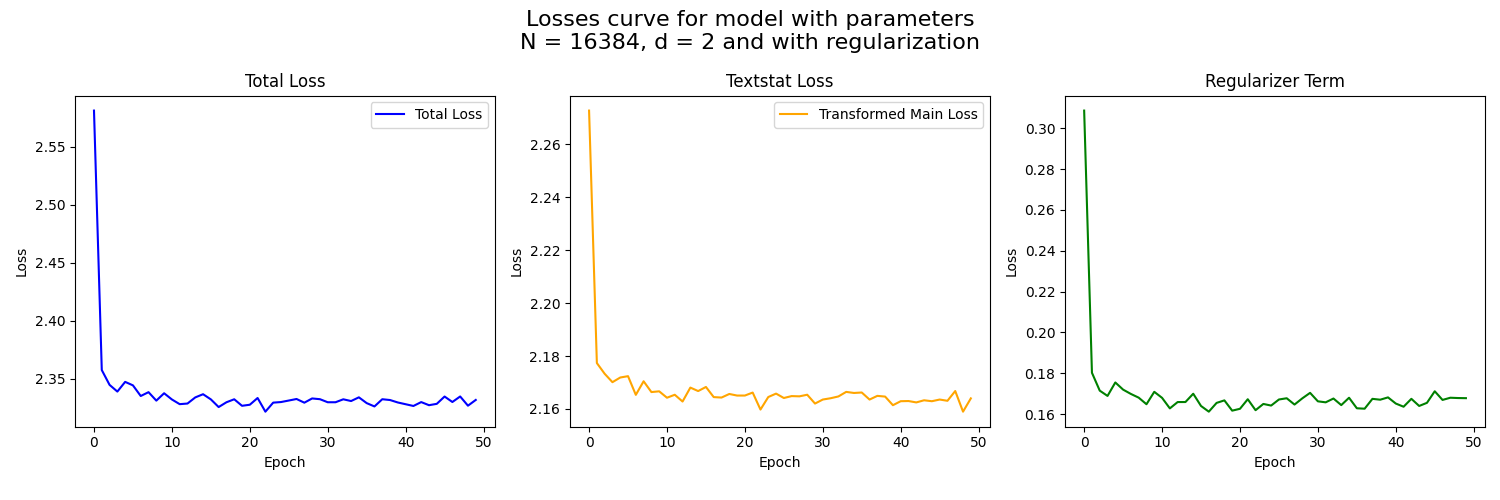 Losses curve for model with parameters
N = 16384, d = 2 and with regularization
Total Loss
Total Loss
2.55
2.50
2.45
2.40
2.35
Loss
0 10 20 30 40 50
Epoch
Textstat Loss
Transformed Main Loss
2.26
2.24
2.22
2.20
2.18
2.16
Loss
0 10 20 30 40 50
Epoch
Regularizer Term
0.30
0.28
0.26
0.24
0.22
0.20
0.18
0.16
Loss
0 10 20 30 40 50
Epoch